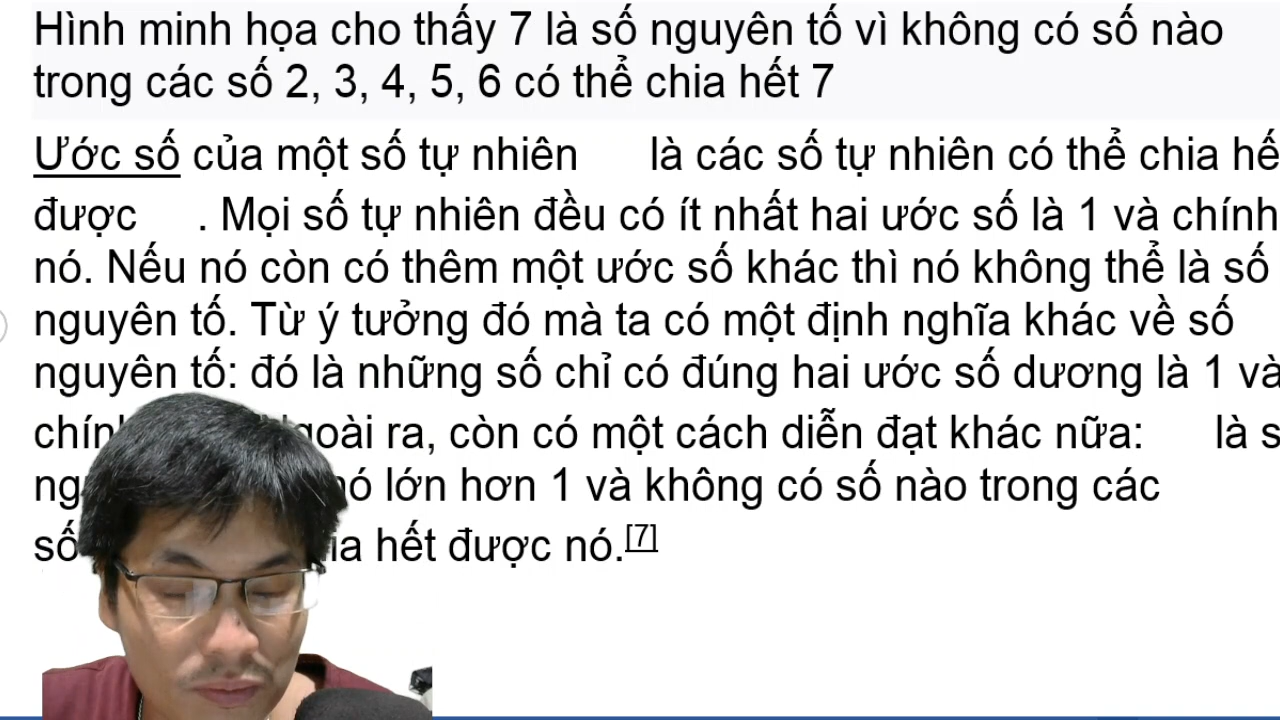 Hình minh họa cho thấy 7 là số nguyên tố vì không có số nào
trong các số 2, 3, 4, 5, 6 có thể chia hết 7
Ước số của một số tự nhiên là các số tự nhiên có thể chia hế
được . Mọi số tự nhiên đều có ít nhất hai ước số là 1 và chính
nó. Nếu nó còn có thêm một ước số khác thì nó không thể là số
nguyên tố. Từ ý tưởng đó mà ta có một định nghĩa khác về số
nguyên tố: đó là những số chỉ có đúng hai ước số dương là 1 và
ra, còn có một cách diễn đạt khác nữa: là
lớn hơn 1 và không có số nào trong các
số hết được nó.[7]